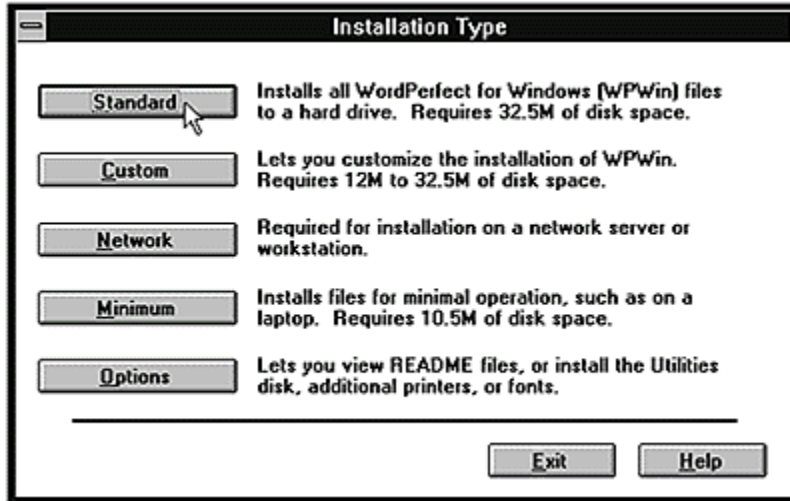 Installation Type
Standard
Installs all WordPerfect for Windows (WPWin) files
to a hard drive. Requires 32.5M of disk space.
Custom
Lets you customize the installation of WPWin.
Requires 12M to 32.5M of disk space.
Network
Required for installation on a network server or
workstation.
Minimum
Installs files for minimal operation, such as on a
laptop. Requires 10.5M of disk space.
Options
Lets you view README files, or install the Utilities
disk, additional printers, or fonts.
Exit
Help